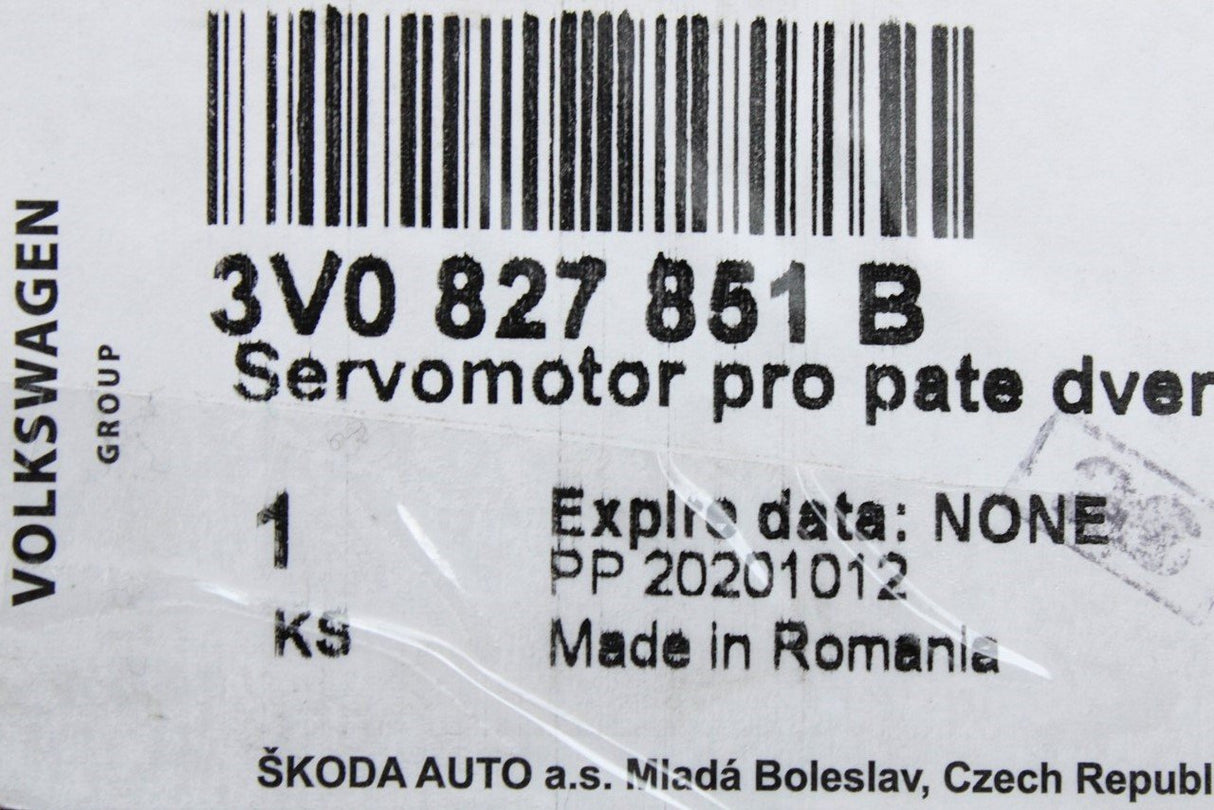 VOLKSWAGEN
GROUP
3V0 827 851 B
Servomotor pro pate dver
1
Expire data: NONE
PP 20201012
KS
Made in Romania
ŠKODA AUTO a.s. Mladá Boleslav, Czech Republ